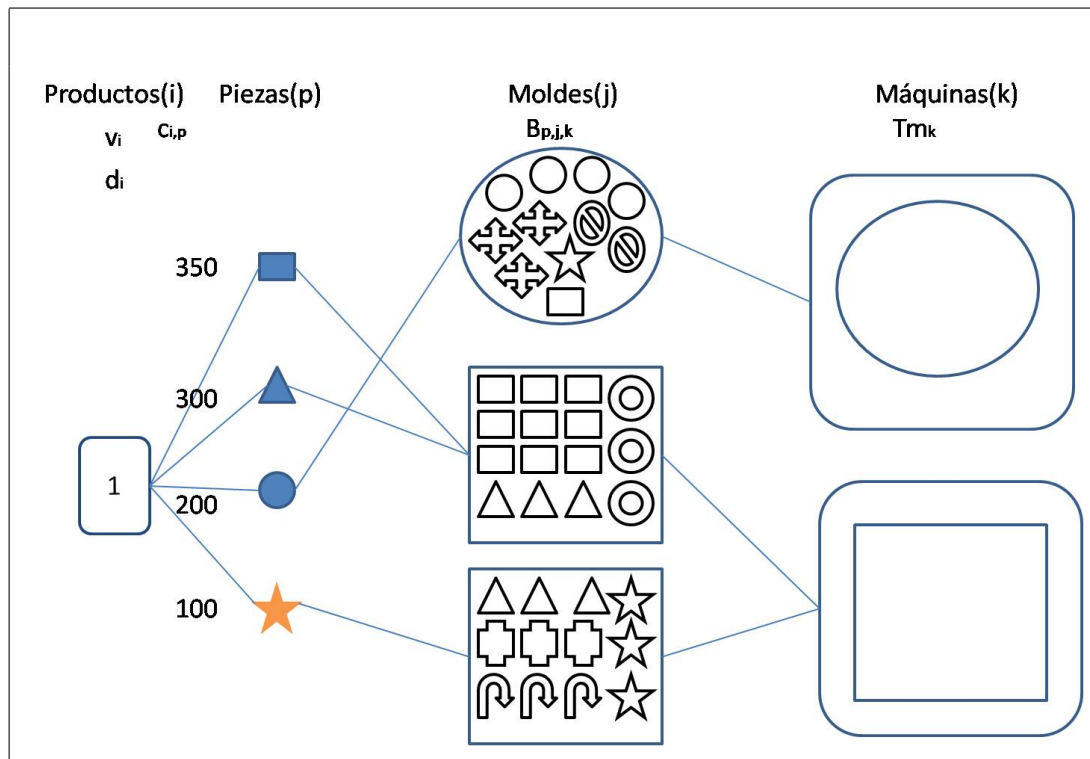 Productos(i) Piezas(p) Moldes(j) Máquinas(k)
vi Ci,p Bp,j,k Tmk
di
350
300
1
200
100